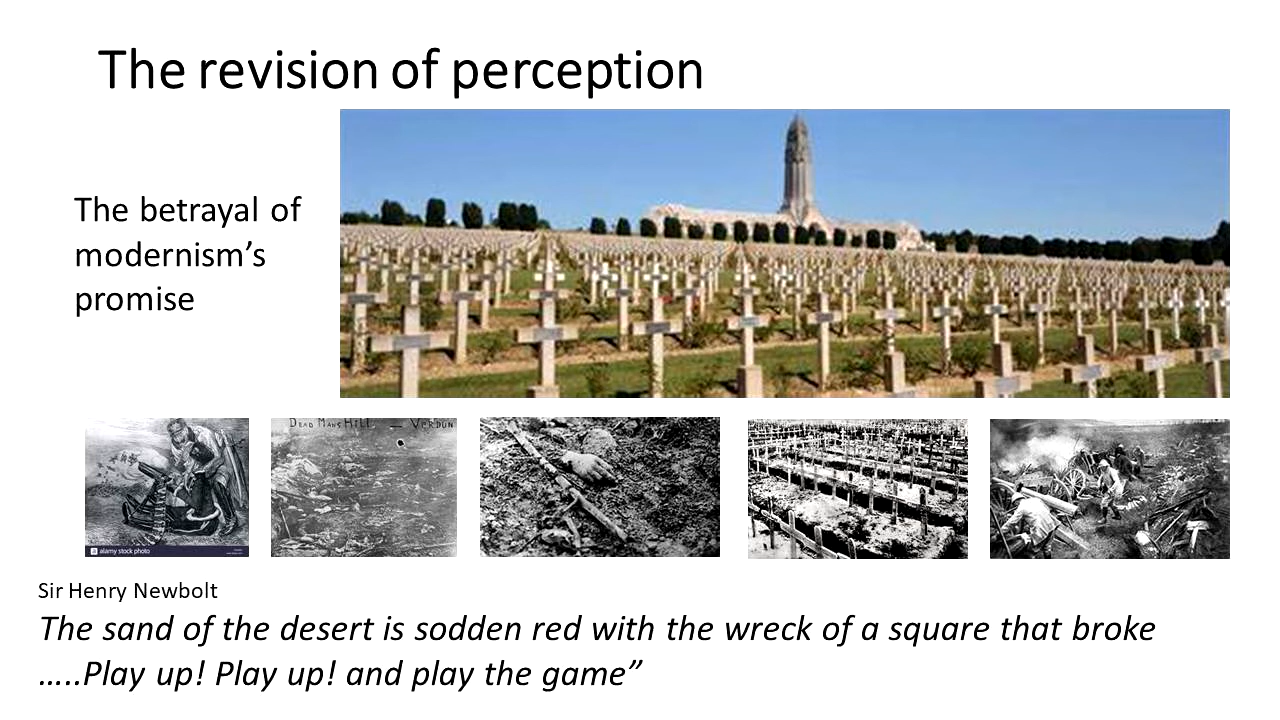 The revision of perception
The betrayal of
modernism’s
promise
DEAD MANS HILL — VERDUN
alamy stock photo
Sir Henry Newbolt
The sand of the desert is sodden red with the wreck of a square that broke
…..Play up! Play up! and play the game”